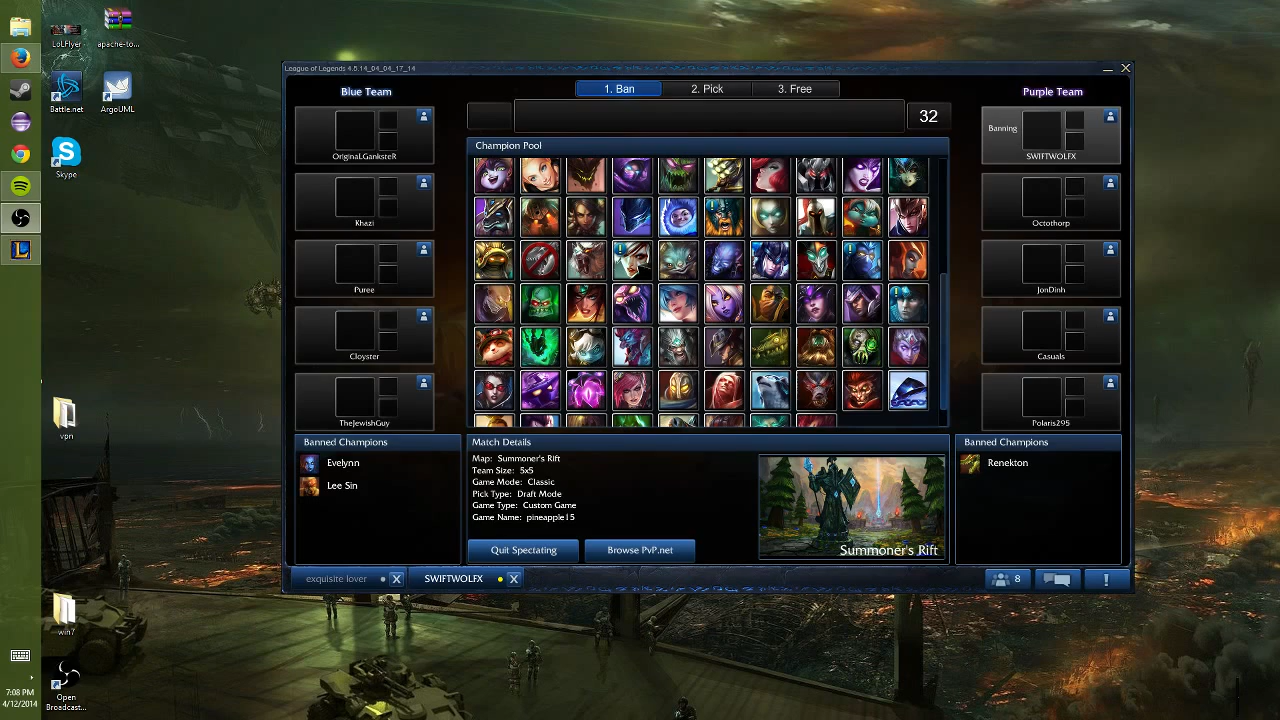 LoLFlyer
apache-to...
Battle.net
ArgoUML
Skype
vpn
win7
Open
Broadcast...
7:08 PM
4/12/2014
League of Legends 4.5.14_04_04_17_14
Blue Team
1. Ban
2. Pick
3. Free
Purple Team
32
OriginaLGanksteR
Khazi
Puree
Cloyster
TheJewishGuy
Champion Pool
Banning
SWIFTWOLFX
Octothorp
JonDinh
Casuals
Polaris295
Banned Champions
Evelynn
Lee Sin
Match Details
Map: Summoner's Rift
Team Size: 5x5
Game Mode: Classic
Pick Type: Draft Mode
Game Type: Custom Game
Game Name: pineapple15
Summoner's Rift
Quit Spectating
Browse PvP.net
Banned Champions
Renekton
exquisite lover
SWIFTWOLFX
8